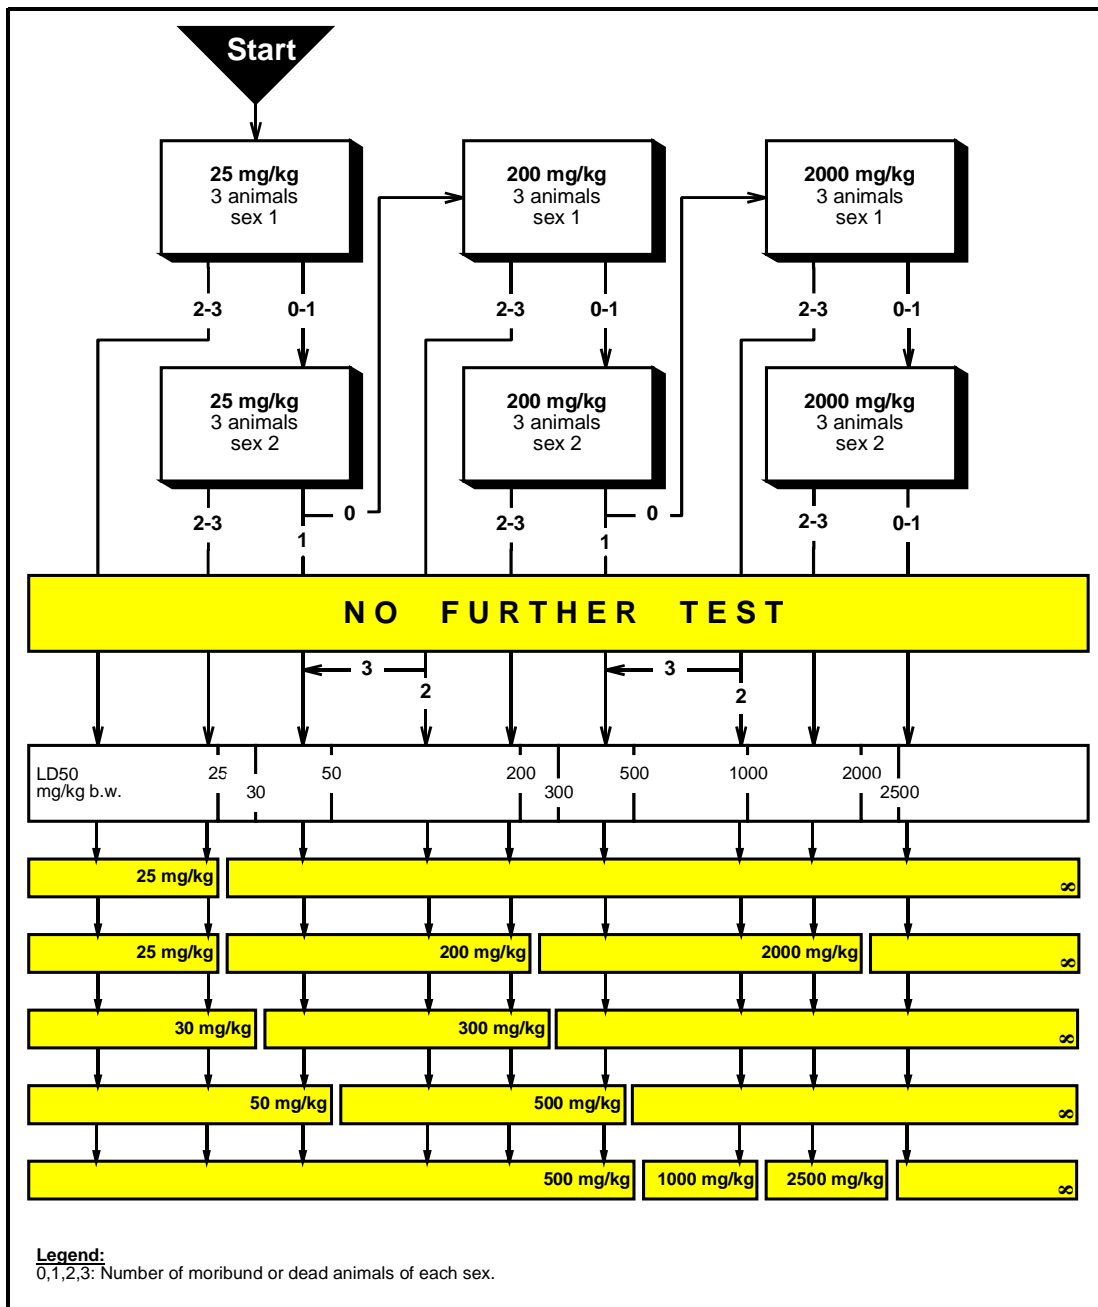 Start
25 mg/kg
3 animals
sex 1
200 mg/kg
3 animals
sex 1
2000 mg/kg
3 animals
sex 1
2-3
0-1
2-3
0-1
2-3
0-1
25 mg/kg
3 animals
sex 2
200 mg/kg
3 animals
sex 2
2000 mg/kg
3 animals
sex 2
2-3
1
0
2-3
1
0
2-3
0-1
NO FURTHER TEST
3
2
3
2
LD50
mg/kg b.w.
25
30
50
200
300
500
1000
2000
2500
25 mg/kg
∞
25 mg/kg
200 mg/kg
2000 mg/kg
∞
30 mg/kg
300 mg/kg
∞
50 mg/kg
500 mg/kg
∞
500 mg/kg
1000 mg/kg
2500 mg/kg
∞
Legend:
0,1,2,3: Number of moribund or dead animals of each sex.